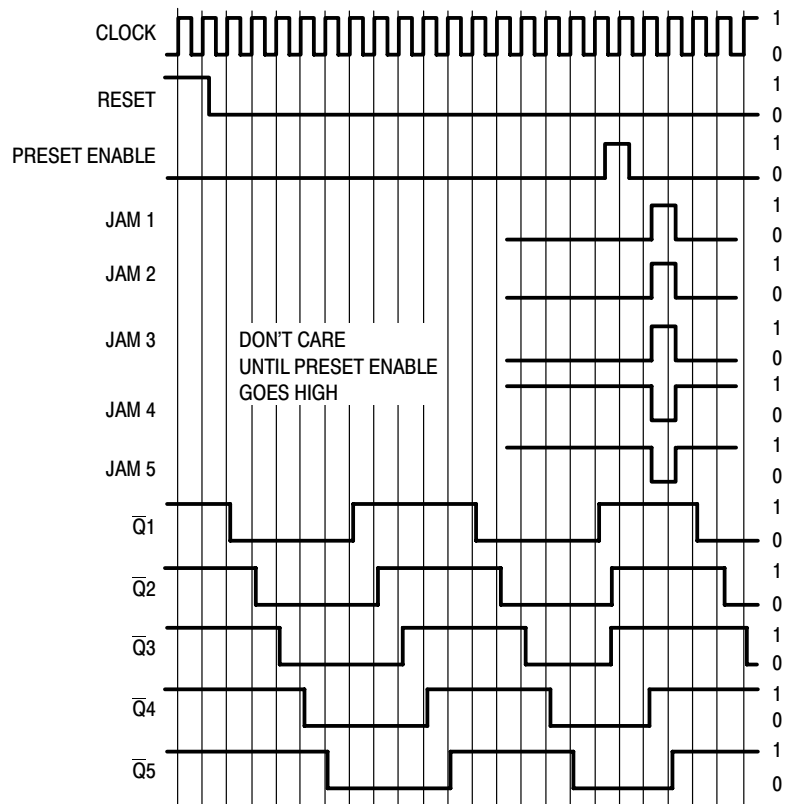 CLOCK 1
0
RESET 1
0
PRESET ENABLE 1
0
JAM 1 1
0
JAM 2 1
0
JAM 3 1
0
DON'T CARE
UNTIL PRESET ENABLE
GOES HIGH
JAM 4 1
0
JAM 5 1
0
Q̅1 1
0
Q̅2 1
0
Q̅3 1
0
Q̅4 1
0
Q̅5 1
0